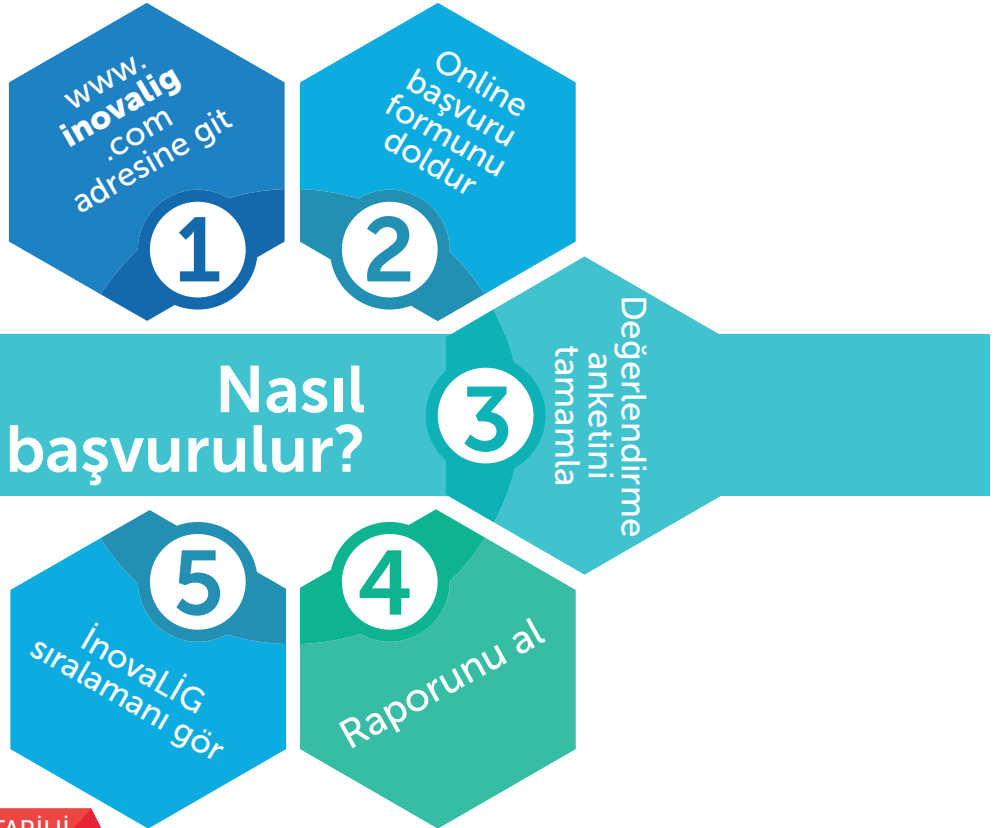 www.
inovalig
.com
adresine git
1
Online
başvuru
formunu
doldur
2
Nasıl
başvurulur?
3
Değerlendirme
anketini
tamamla
5
İnovaLİG
sıralamanı gör
4
Raporunu al